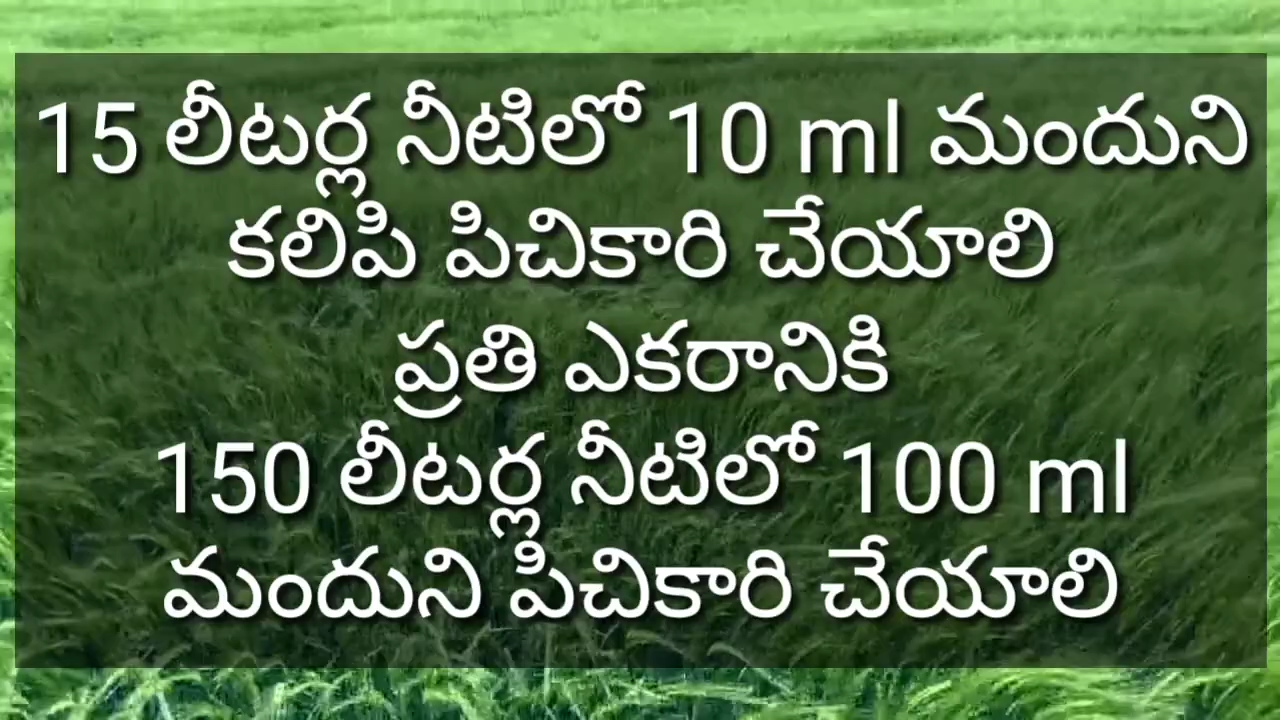 15 లీటర్ల నీటిలో 10 ml మందుని
కలిపి పిచికారి చేయాలి
ప్రతి ఎకరానికి
150 లీటర్ల నీటిలో 100 ml
మందుని పిచికారి చేయాలి